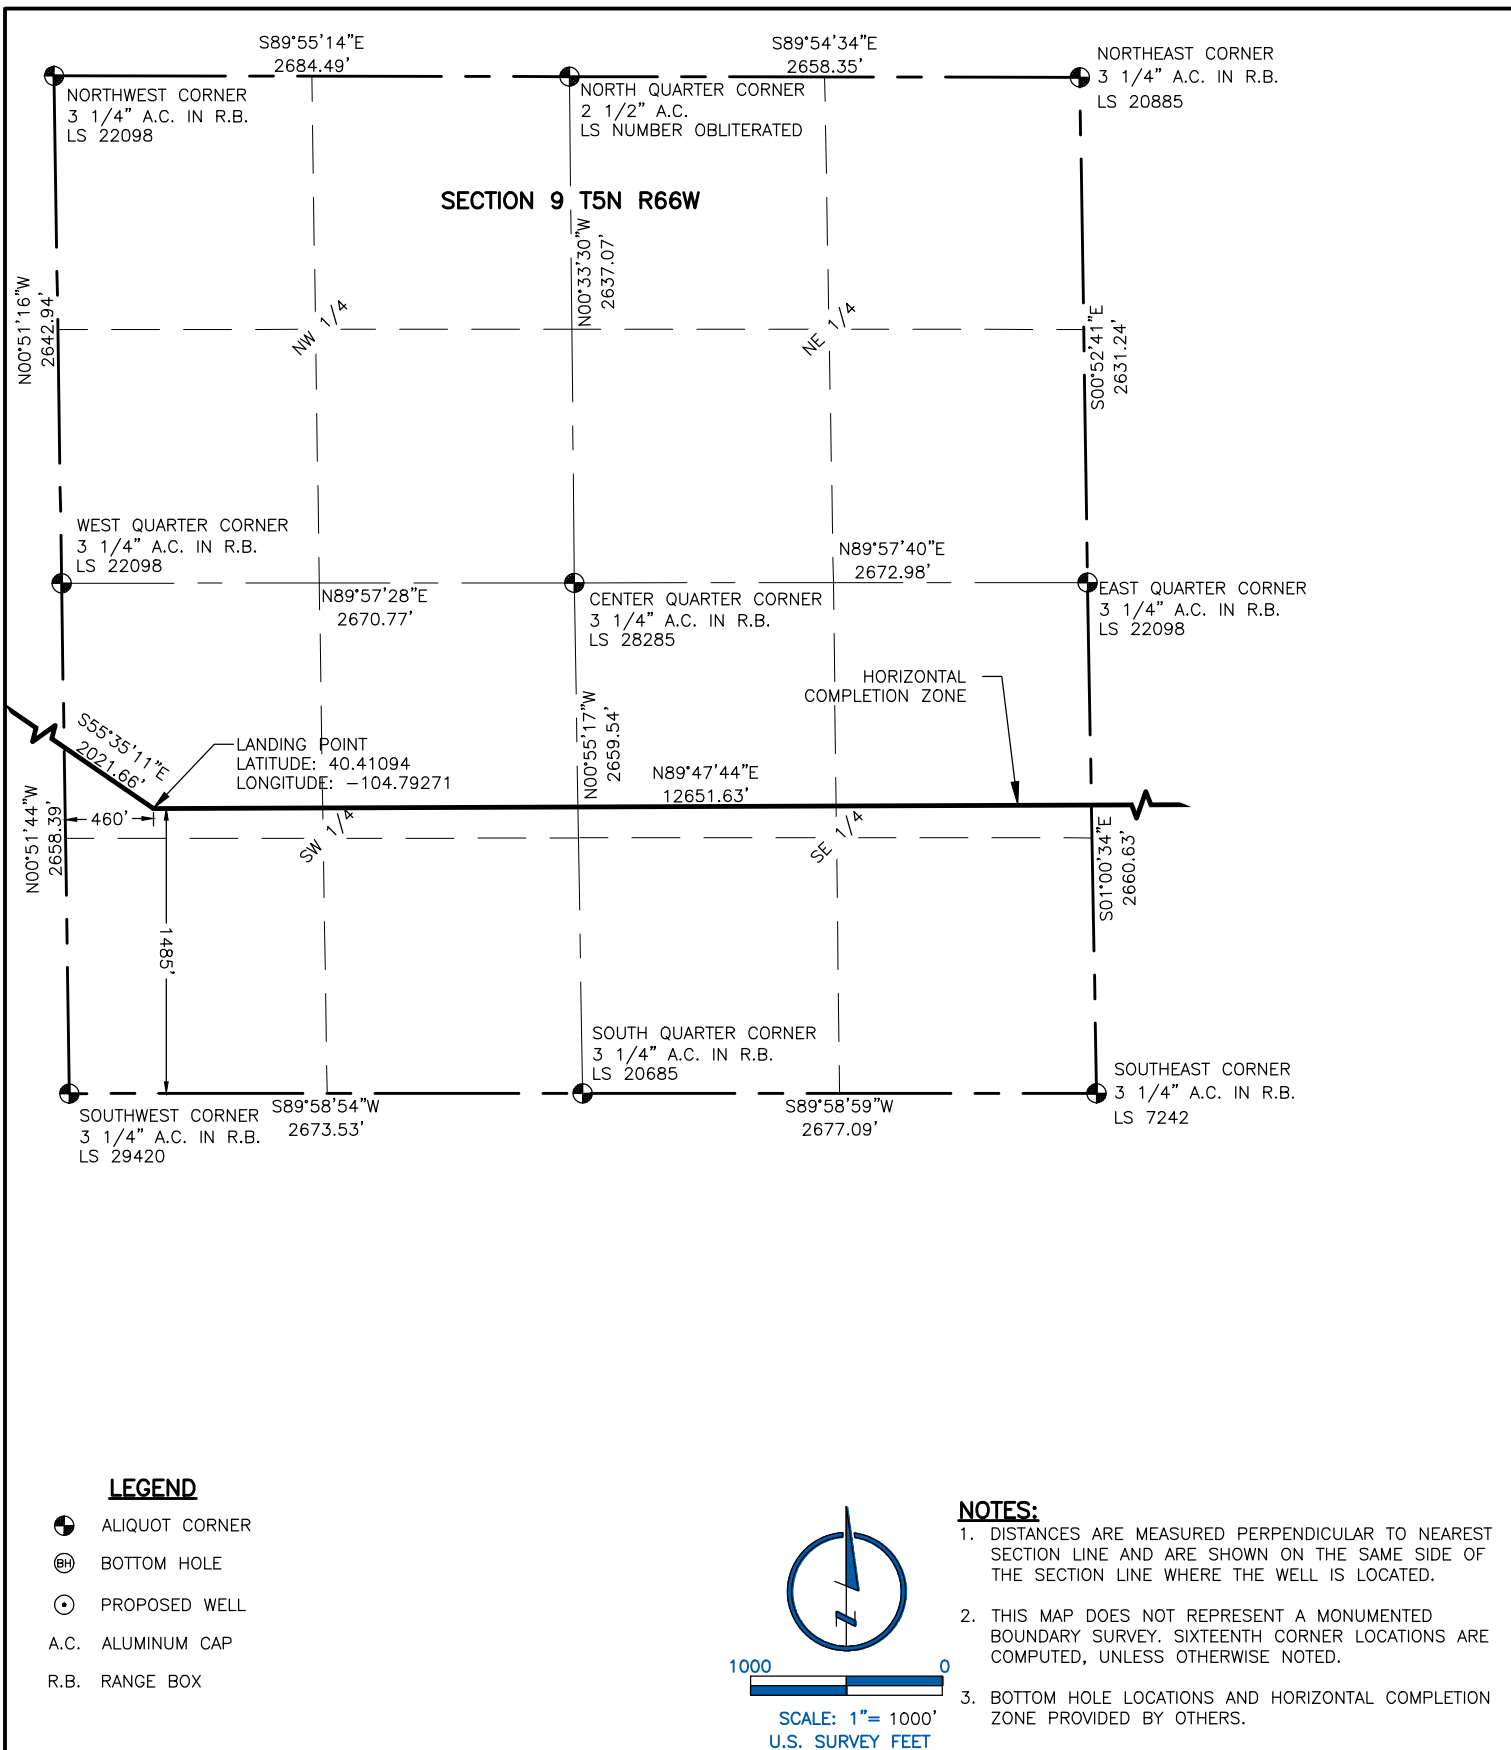 S89°55'14"E
2684.49'
S89°54'34"E
2658.35'
NORTHWEST CORNER
3 1/4" A.C. IN R.B.
LS 22098
NORTH QUARTER CORNER
2 1/2" A.C.
LS NUMBER OBLITERATED
NORTHEAST CORNER
3 1/4" A.C. IN R.B.
LS 20885
SECTION 9 T5N R66W
N00°51'16"W
2642.94'
N00°33'30"W
2637.07'
S00°52'41"E
2631.24'
NW 1/4
NE 1/4
WEST QUARTER CORNER
3 1/4" A.C. IN R.B.
LS 22098
N89°57'28"E
2670.77'
CENTER QUARTER CORNER
3 1/4" A.C. IN R.B.
LS 28285
N89°57'40"E
2672.98'
EAST QUARTER CORNER
3 1/4" A.C. IN R.B.
LS 22098
HORIZONTAL
COMPLETION ZONE
S55°35'11"E
2021.66'
LANDING POINT
LATITUDE: 40.41094
LONGITUDE: -104.79271
N00°55'17"W
2659.54'
N89°47'44"E
12651.63'
N00°51'44"W
2658.39'
460'
SW 1/4
SE 1/4
S01°00'34"E
2660.63'
1485'
SOUTHWEST CORNER
3 1/4" A.C. IN R.B.
LS 29420
S89°58'54"W
2673.53'
SOUTH QUARTER CORNER
3 1/4" A.C. IN R.B.
LS 20685
S89°58'59"W
2677.09'
SOUTHEAST CORNER
3 1/4" A.C. IN R.B.
LS 7242
LEGEND
ALIQUOT CORNER
BH BOTTOM HOLE
PROPOSED WELL
A.C. ALUMINUM CAP
R.B. RANGE BOX
N
1000 0
SCALE: 1"= 1000'
U.S. SURVEY FEET
NOTES:
1. DISTANCES ARE MEASURED PERPENDICULAR TO NEAREST
SECTION LINE AND ARE SHOWN ON THE SAME SIDE OF
THE SECTION LINE WHERE THE WELL IS LOCATED.
2. THIS MAP DOES NOT REPRESENT A MONUMENTED
BOUNDARY SURVEY. SIXTEENTH CORNER LOCATIONS ARE
COMPUTED, UNLESS OTHERWISE NOTED.
3. BOTTOM HOLE LOCATIONS AND HORIZONTAL COMPLETION
ZONE PROVIDED BY OTHERS.